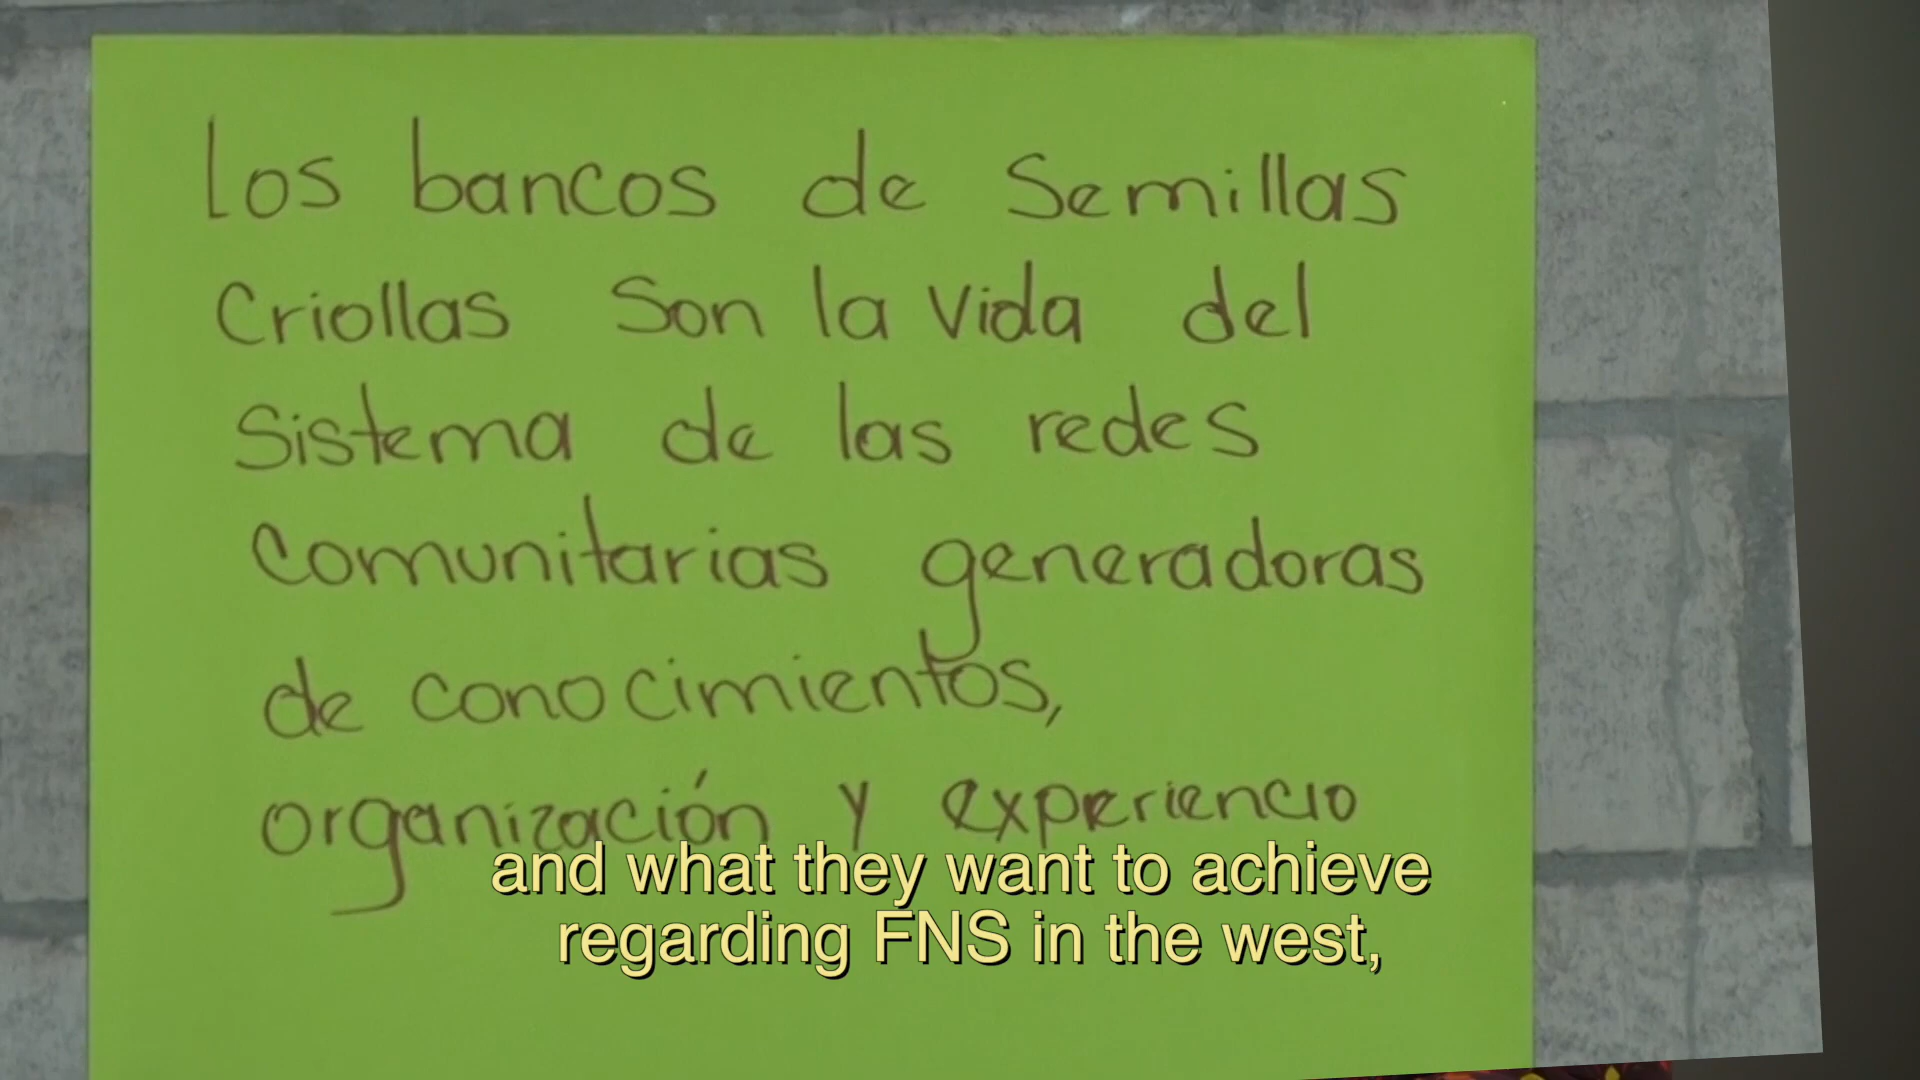 Los bancos de Semillas
Criollas Son la Vida del
Sistema de las redes
Comunitarias generadoras
de conocimientos,
organización y experiencia
and what they want to achieve
regarding FNS in the west,